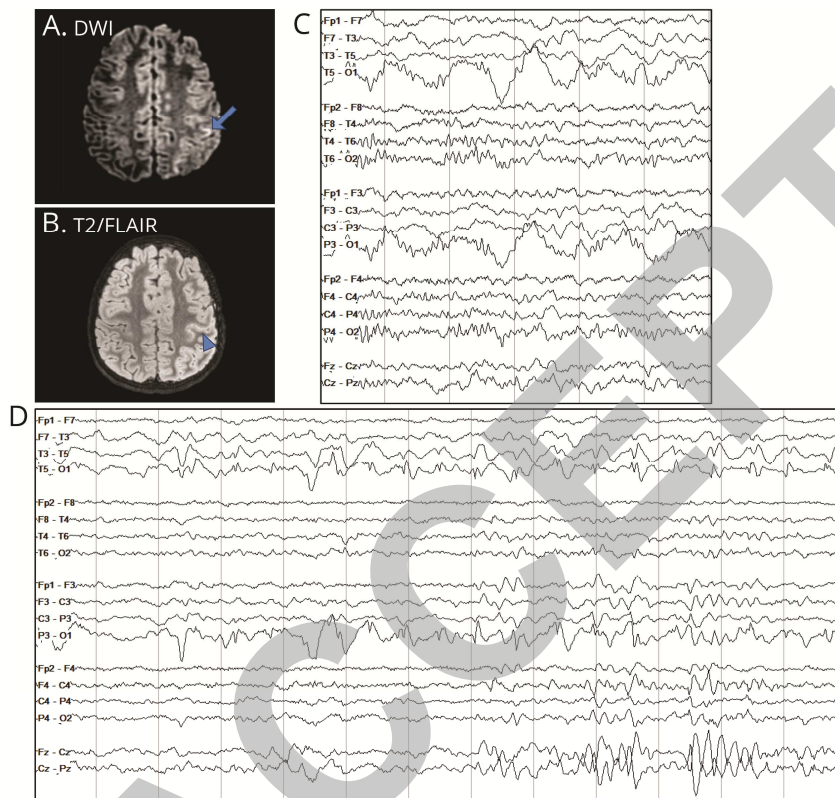 A. DWI
B. T2/FLAIR
C
Fp1 - F7
F7 - T3
T3 - T5
T5 - O1
Fp2 - F8
F8 - T4
T4 - T6
T6 - O2
Fp1 - F3
F3 - C3
C3 - P3
P3 - O1
Fp2 - F4
F4 - C4
C4 - P4
P4 - O2
Fz - Cz
Cz - Pz
D
Fp1 - F7
F7 - T3
T3 - T5
T5 - O1
Fp2 - F8
F8 - T4
T4 - T6
T6 - O2
Fp1 - F3
F3 - C3
C3 - P3
P3 - O1
Fp2 - F4
F4 - C4
C4 - P4
P4 - O2
Fz - Cz
Cz - Pz
ACCEPT